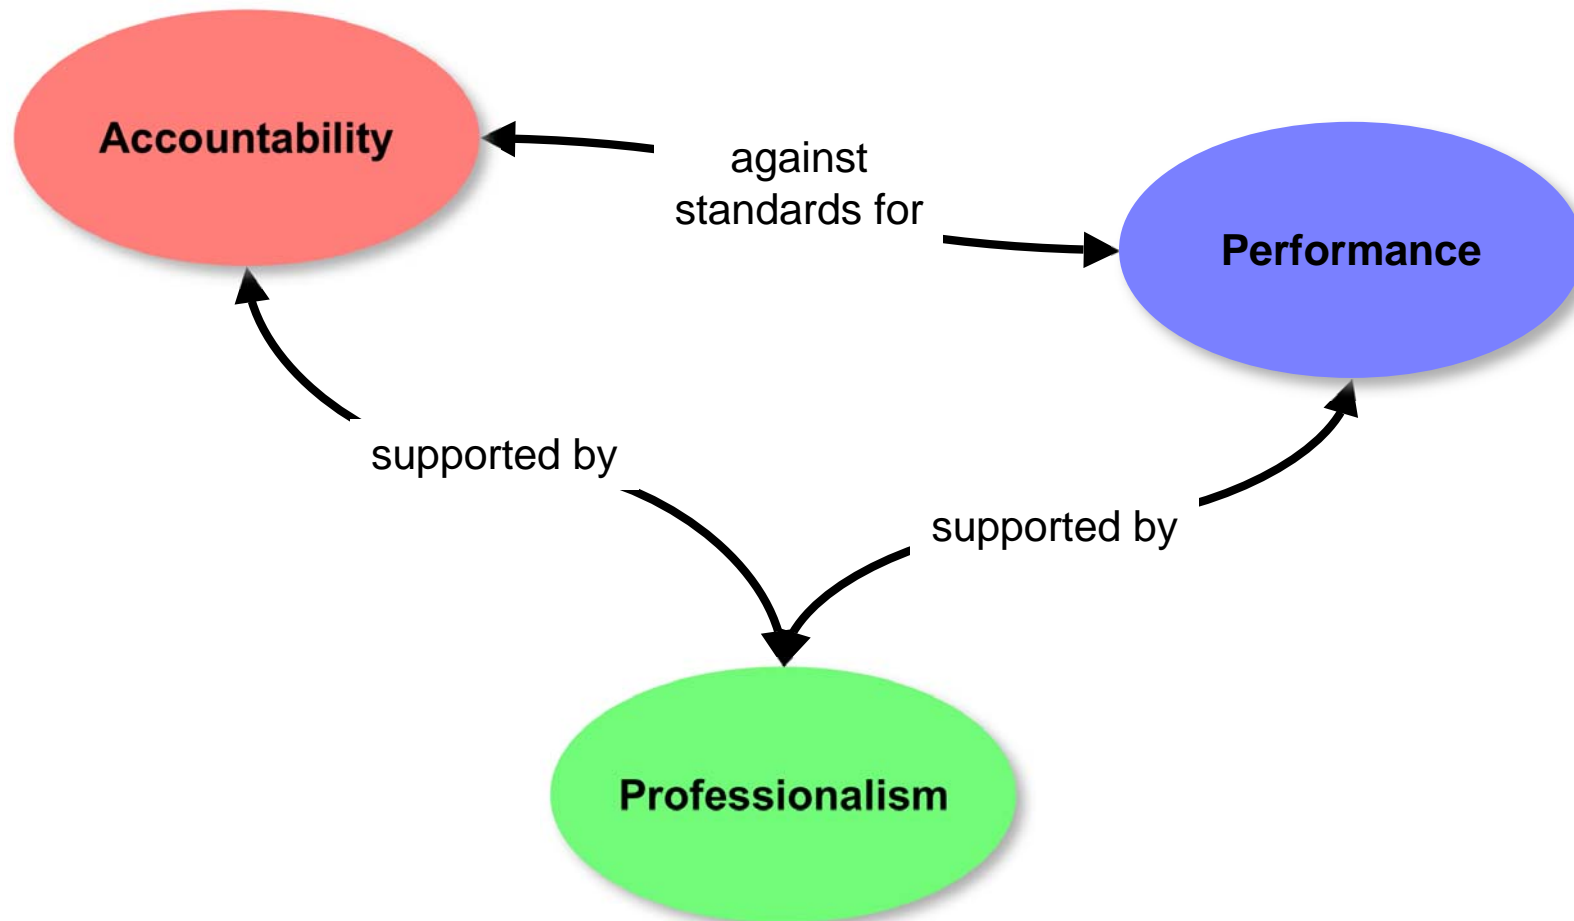 Accountability
against
standards for
Performance
supported by
supported by
Professionalism